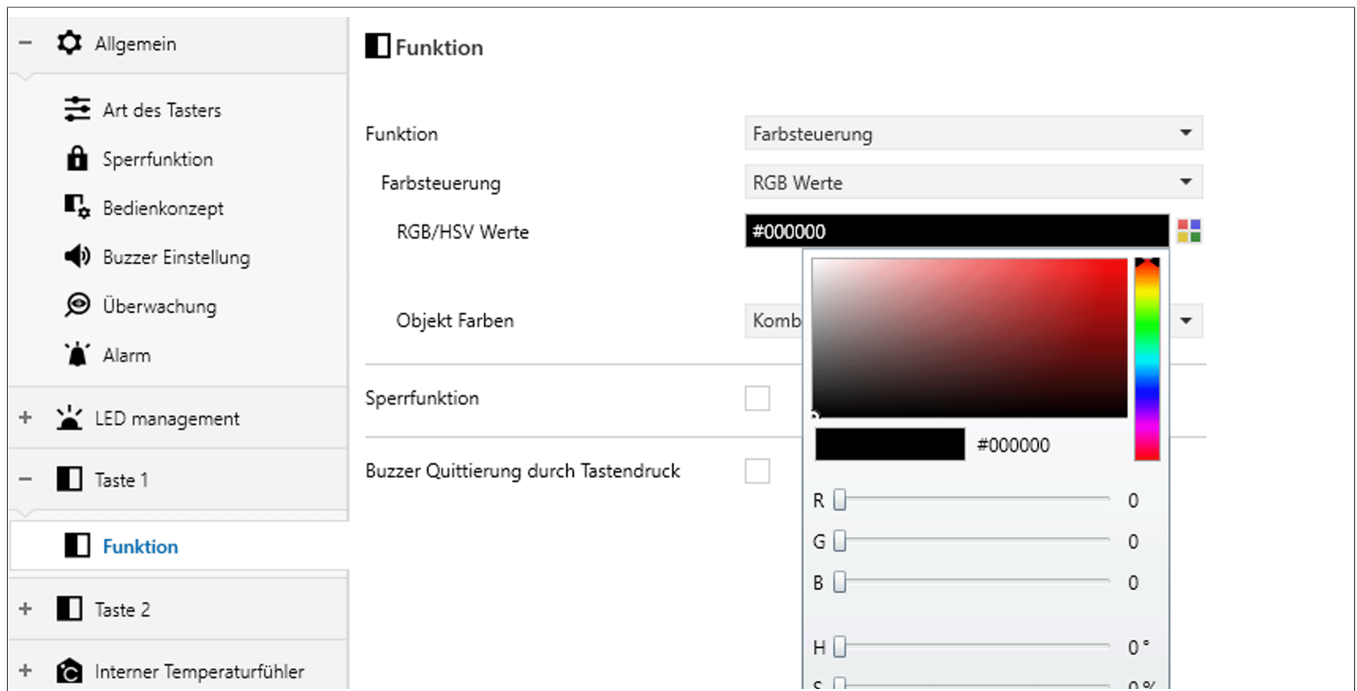 Allgemein
Art des Tasters
Sperrfunktion
Bedienkonzept
Buzzer Einstellung
Überwachung
Alarm
LED management
Taste 1
Funktion
Taste 2
Interner Temperaturfühler
Funktion
Funktion Farbsteuerung
Farbsteuerung RGB Werte
RGB/HSV Werte #000000
Objekt Farben Komb
Sperrfunktion
#000000
Buzzer Quittierung durch Tastendruck
R 0
G 0
B 0
H 0°
S 0%